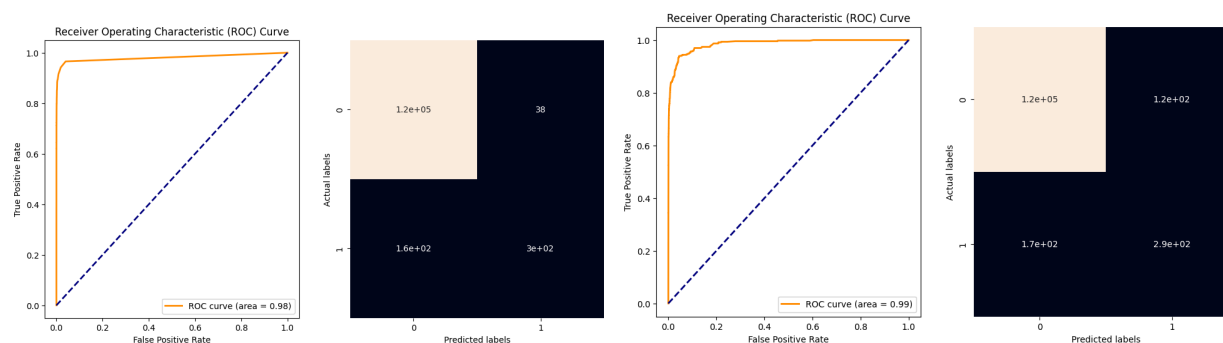 Receiver Operating Characteristic (ROC) Curve
1.0
0.8
0.6
0.4
0.2
0.0
True Positive Rate
ROC curve (area = 0.98)
0.0 0.2 0.4 0.6 0.8 1.0
False Positive Rate
Actual labels
0
1
1.2e+05 38
1.6e+02 3e+02
0 1
Predicted labels
Receiver Operating Characteristic (ROC) Curve
1.0
0.8
0.6
0.4
0.2
0.0
True Positive Rate
ROC curve (area = 0.99)
0.0 0.2 0.4 0.6 0.8 1.0
False Positive Rate
Actual labels
0
1
1.2e+05 1.2e+02
1.7e+02 2.9e+02
0 1
Predicted labels